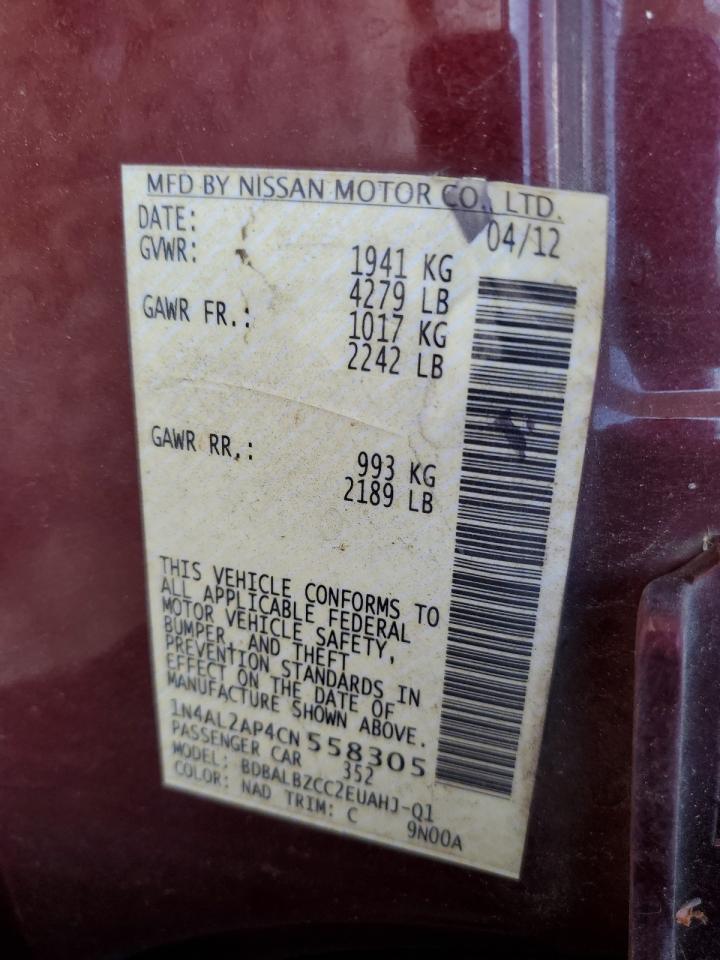 MFD BY NISSAN MOTOR CO., LTD.
DATE: 04/12
GVWR: 1941 KG
4279 LB
GAWR FR.: 1017 KG
2242 LB
GAWR RR.: 993 KG
2189 LB
THIS VEHICLE CONFORMS TO
ALL APPLICABLE FEDERAL
MOTOR VEHICLE SAFETY,
BUMPER, AND THEFT
PREVENTION STANDARDS IN
EFFECT ON THE DATE OF
MANUFACTURE SHOWN ABOVE.
1N4AL2AP4CN 558305
PASSENGER CAR 352
MODEL: BDBALBZCC2EUAHJ-Q1
COLOR: NAD TRIM: C 9N00A